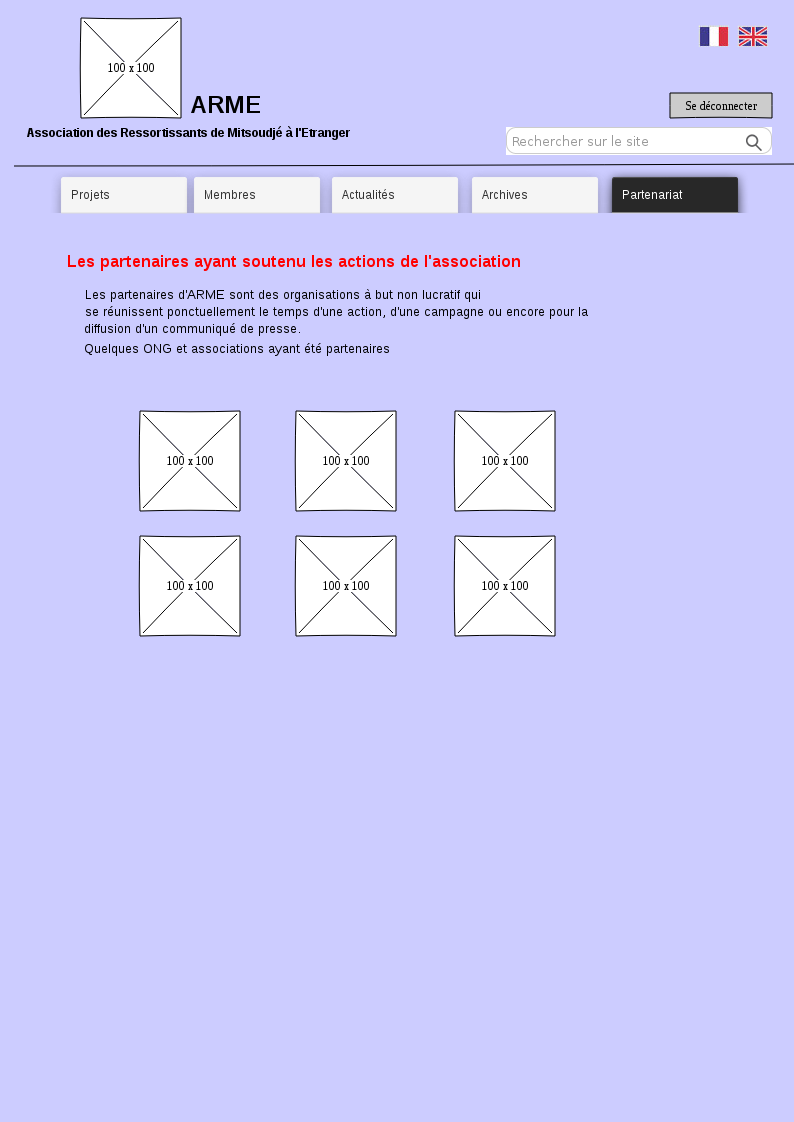 100 x 100
ARME
Association des Ressortissants de Mitsoudjé à l'Etranger
Se déconnecter
Rechercher sur le site
Projets
Membres
Actualités
Archives
Partenariat
Les partenaires ayant soutenu les actions de l'association
Les partenaires d'ARME sont des organisations à but non lucratif qui
se réunissent ponctuellement le temps d'une action, d'une campagne ou encore pour la
diffusion d'un communiqué de presse.
Quelques ONG et associations ayant été partenaires
100 x 100
100 x 100
100 x 100
100 x 100
100 x 100
100 x 100